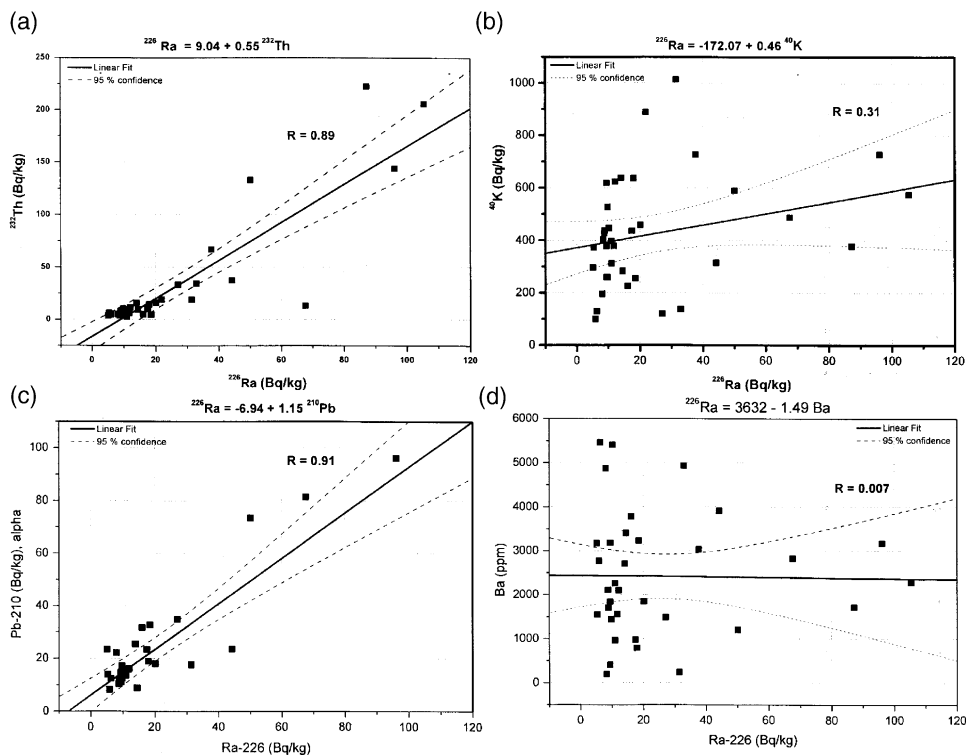 (a)
²²⁶ Ra = 9.04 + 0.55 ²³²Th
Linear Fit
95 % confidence
R = 0.89
250
200
150
100
50
0
²³²Th (Bq/kg)
0 20 40 60 80 100 120
²²⁶Ra (Bq/kg)
(b)
²²⁶Ra = -172.07 + 0.46 ⁴⁰K
Linear Fit
95 % confidence
R = 0.31
1000
800
600
400
200
0
⁴⁰K (Bq/kg)
0 20 40 60 80 100 120
²²⁶Ra (Bq/kg)
(c)
²²⁶Ra = -6.94 + 1.15 ²¹⁰Pb
Linear Fit
95 % confidence
R = 0.91
100
80
60
40
20
0
Pb-210 (Bq/kg), alpha
0 20 40 60 80 100 120
Ra-226 (Bq/kg)
(d)
²²⁶Ra = 3632 - 1.49 Ba
Linear Fit
95 % confidence
R = 0.007
6000
5000
4000
3000
2000
1000
0
Ba (ppm)
0 20 40 60 80 100 120
Ra-226 (Bq/kg)